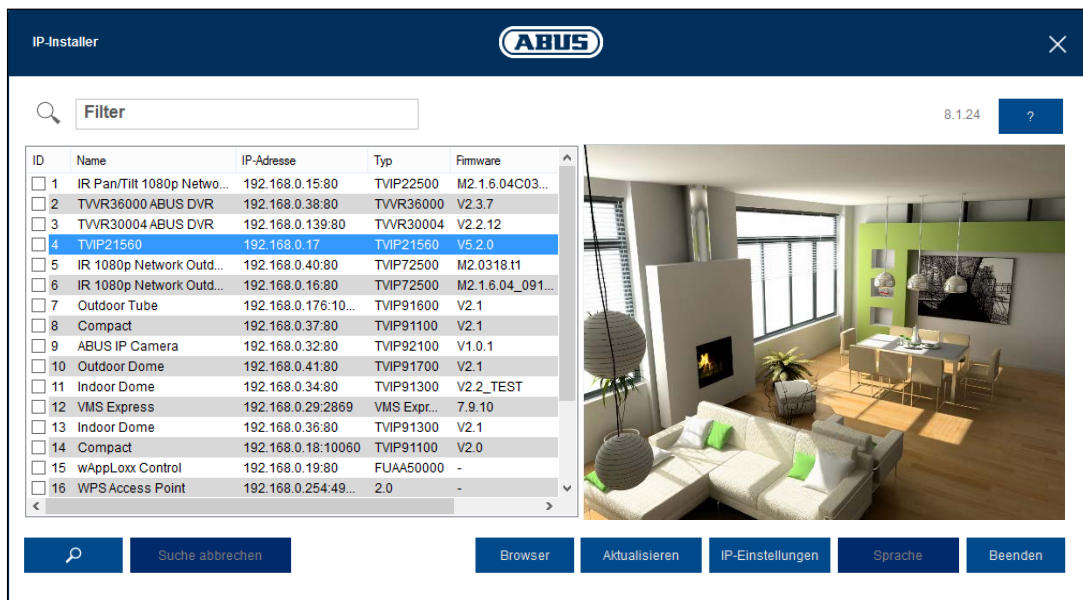 IP-Installer
ABUS
Filter
8.1.24
?
ID Name IP-Adresse Typ Firmware
1 IR Pan/Tilt 1080p Netwo... 192.168.0.15:80 TVIP22500 M2.1.6.04C03...
2 TVVR36000 ABUS DVR 192.168.0.38:80 TVVR36000 V2.3.7
3 TVVR30004 ABUS DVR 192.168.0.139:80 TVVR30004 V2.2.12
4 TVIP21560 192.168.0.17 TVIP21560 V5.2.0
5 IR 1080p Network Outd... 192.168.0.40:80 TVIP72500 M2.0318.t1
6 IR 1080p Network Outd... 192.168.0.16:80 TVIP72500 M2.1.6.04_091...
7 Outdoor Tube 192.168.0.176:10... TVIP91600 V2.1
8 Compact 192.168.0.37:80 TVIP91100 V2.1
9 ABUS IP Camera 192.168.0.32:80 TVIP92100 V1.0.1
10 Outdoor Dome 192.168.0.41:80 TVIP91700 V2.1
11 Indoor Dome 192.168.0.34:80 TVIP91300 V2.2_TEST
12 VMS Express 192.168.0.29:2869 VMS Expr... 7.9.10
13 Indoor Dome 192.168.0.36:80 TVIP91300 V2.1
14 Compact 192.168.0.18:10060 TVIP91100 V2.0
15 wAppLoxx Control 192.168.0.19:80 FUAA50000 -
16 WPS Access Point 192.168.0.254:49... 2.0 -
Suche abbrechen
Browser
Aktualisieren
IP-Einstellungen
Sprache
Beenden